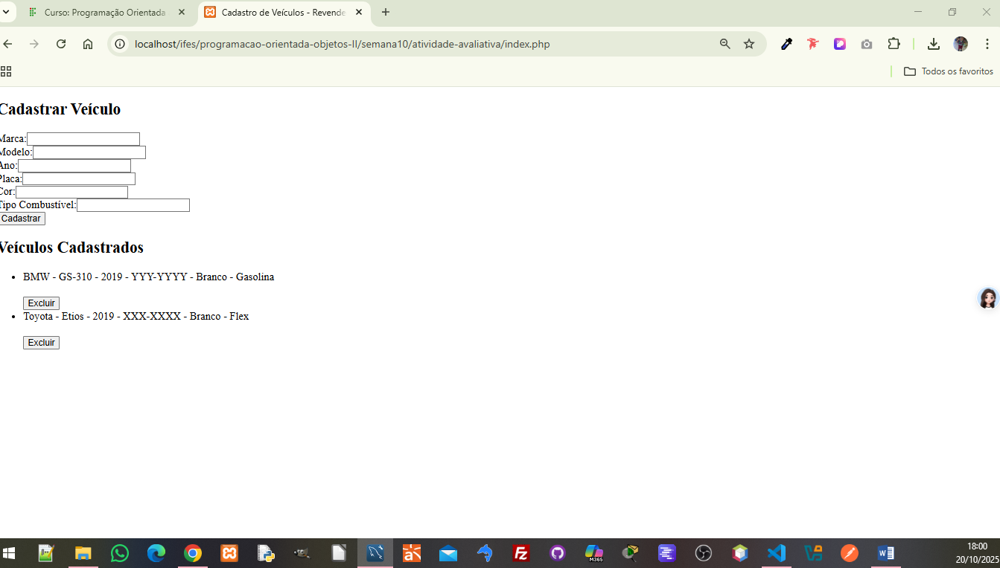 Curso: Programação Orientada
Cadastro de Veículos - Revende
localhost/ifes/programacao-orientada-objetos-II/semana10/atividade-avaliativa/index.php
Todos os favoritos
Cadastrar Veículo
Marca:
Modelo:
Ano:
Placa:
Cor:
Tipo Combustível:
Cadastrar
Veículos Cadastrados
BMW - GS-310 - 2019 - YYY-YYYY - Branco - Gasolina
Excluir
Toyota - Etios - 2019 - XXX-XXXX - Branco - Flex
Excluir
M365
18:00
20/10/2025